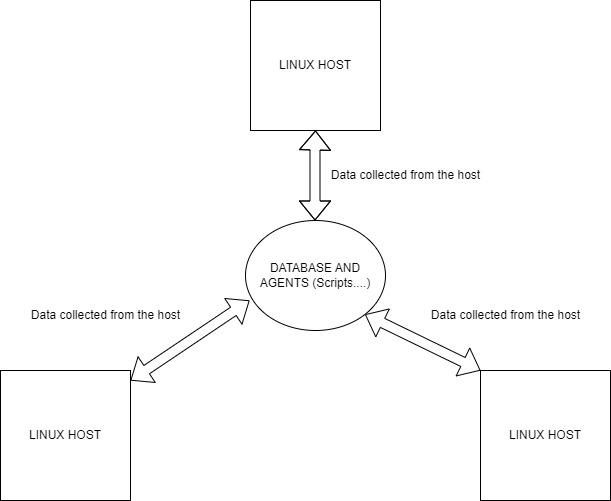 LINUX HOST
Data collected from the host
DATABASE AND
AGENTS (Scripts....)
Data collected from the host
Data collected from the host
LINUX HOST
LINUX HOST